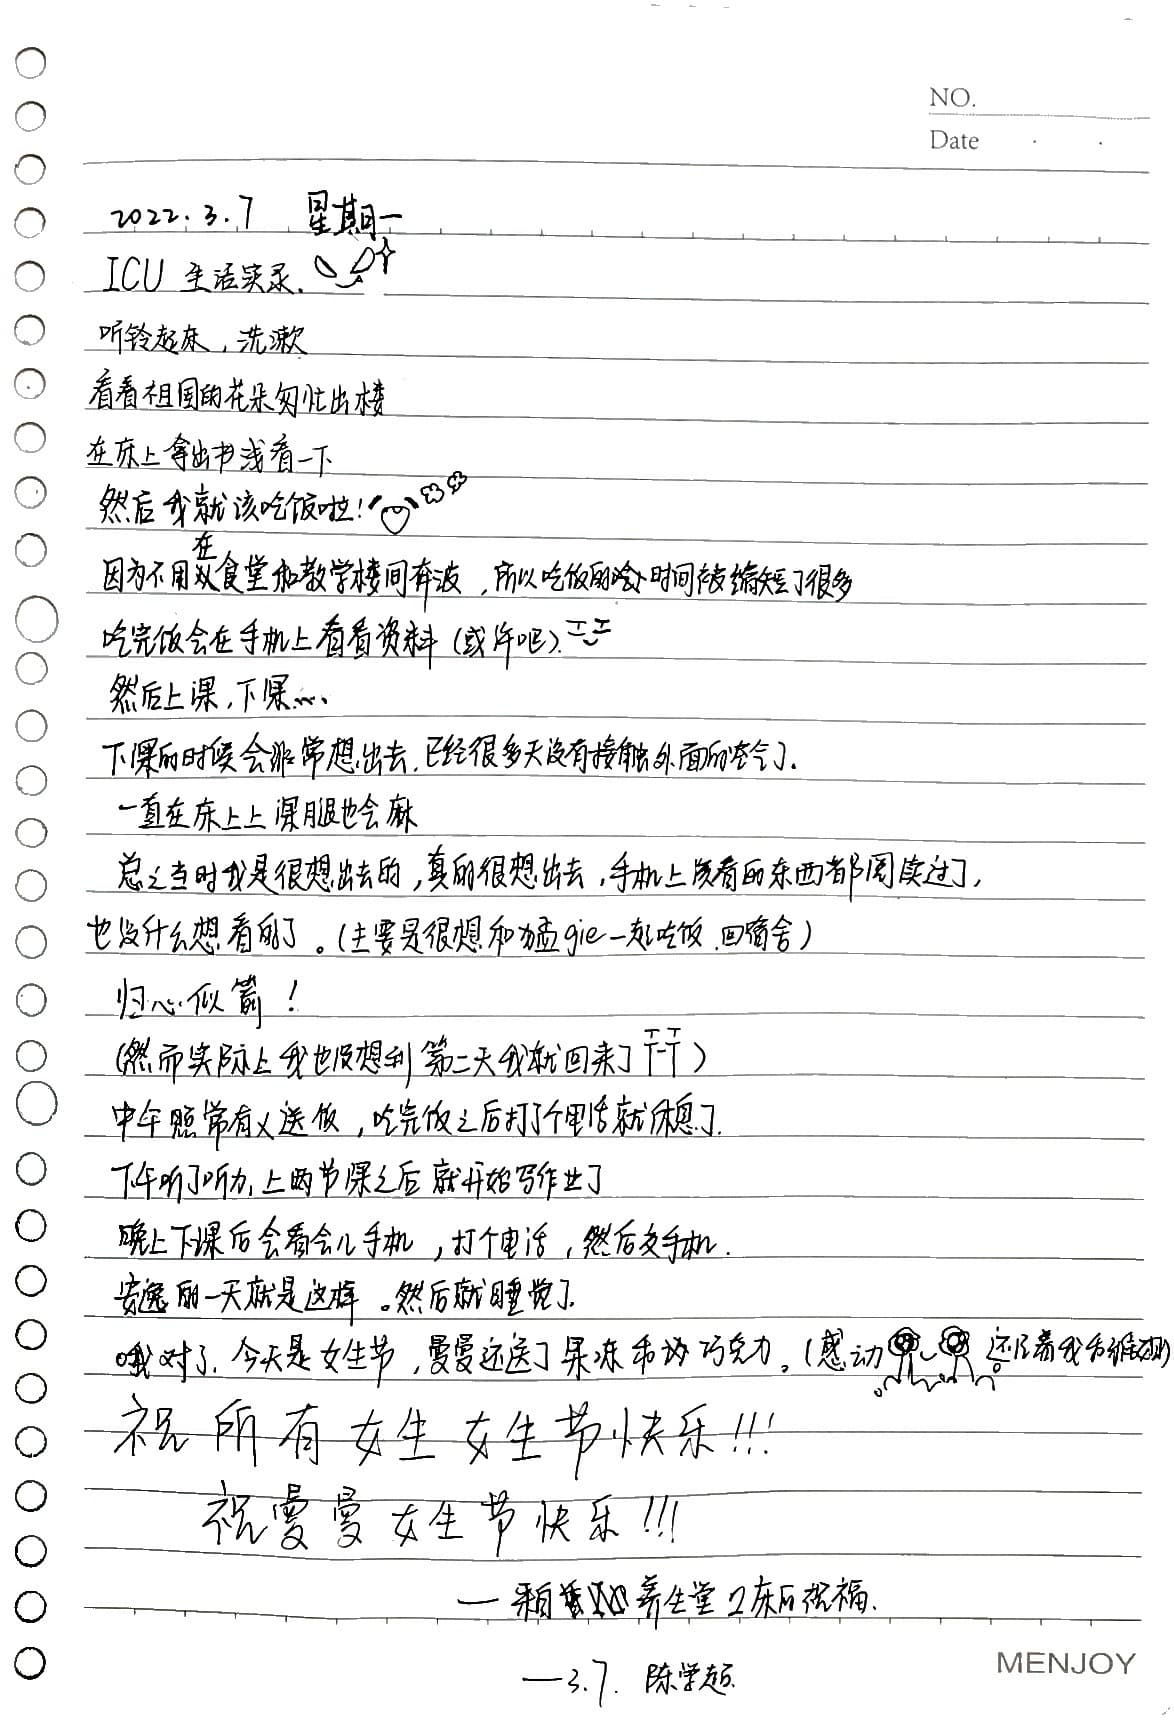 NO.
Date
2022.3.7 星期一
ICU 生活实录.
听铃起床，洗漱
看看祖国的花朵匆忙出楼
在床上拿出书浅看一下
然后我就该吃饭啦!
因为不用在食堂和教学楼间奔波，所以吃饭的时间被缩短了很多
吃完饭会在手机上看看资料 (或许吧).
然后上课，下课....
下课的时候会非常想出去.已经很多天没有接触外面的空气了.
一直在床上上课腿也会麻
总之当时我是很想出去的，真的很想出去，手机上该看的东西都阅读过了，
也没什么想看的了。(主要是很想和孟gie一起吃饭.回宿舍)
归心似箭!
(然而实际上我也没想到第二天我就回来了T-T)
中午照常有人送饭，吃完饭之后打了个电话就休息了.
下午听了听力,上两节课之后就开始写作业了
晚上下课后会看会儿手机，打个电话，然后交手机.
安逸的一天就是这样。然后就睡觉了.
哦对了.今天是女生节，曼曼还送了果冻和巧克力。(感动 还记着我
祝所有女生女生节快乐!!!
祝曼曼女生节快乐!!!
—来自养生堂2床的祝福.
—3.7. 陈学超
MENJOY